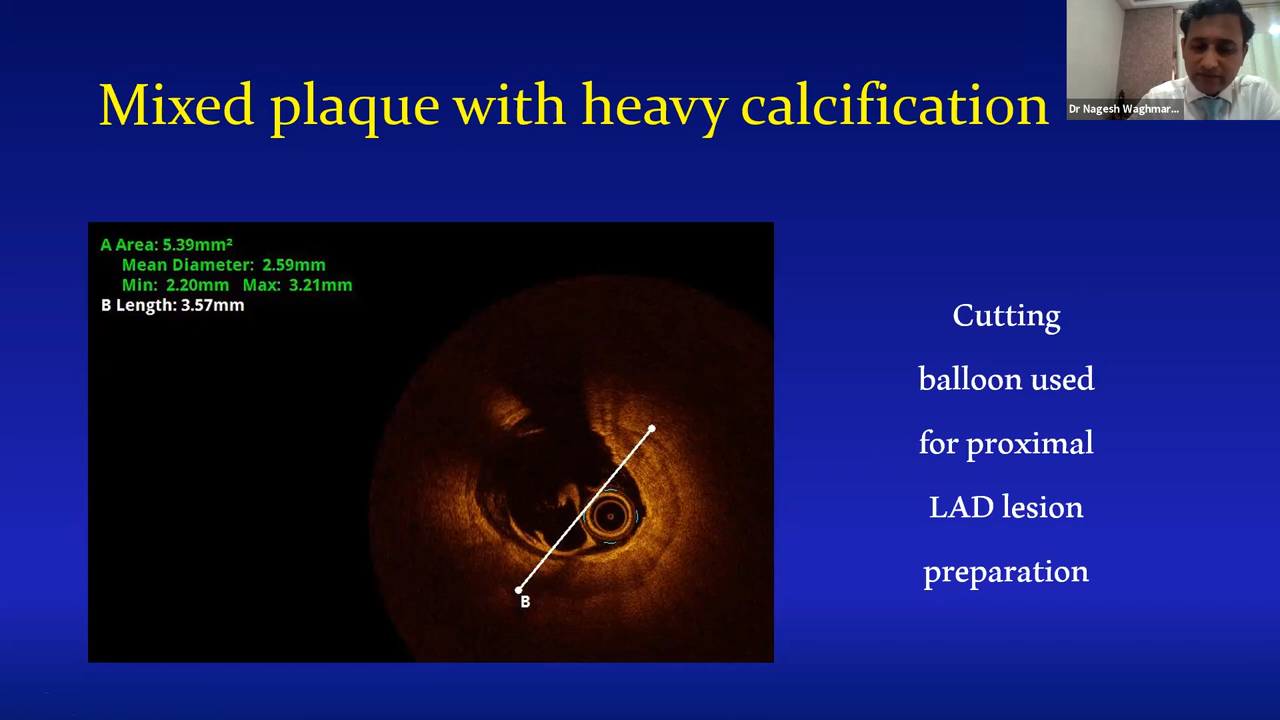 Mixed plaque with heavy calcification
Dr Nagesh Waghmar...
A Area: 5.39mm²
Mean Diameter: 2.59mm
Min: 2.20mm Max: 3.21mm
B Length: 3.57mm
B
Cutting
balloon used
for proximal
LAD lesion
preparation